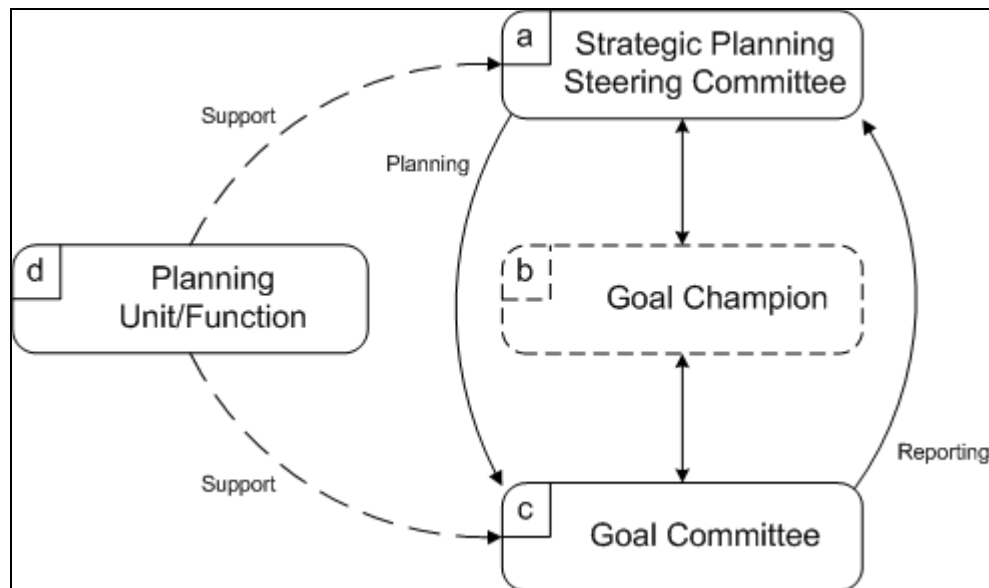 a
Strategic Planning
Steering Committee
Support
Planning
d
Planning
Unit/Function
b
Goal Champion
Support
Reporting
c
Goal Committee